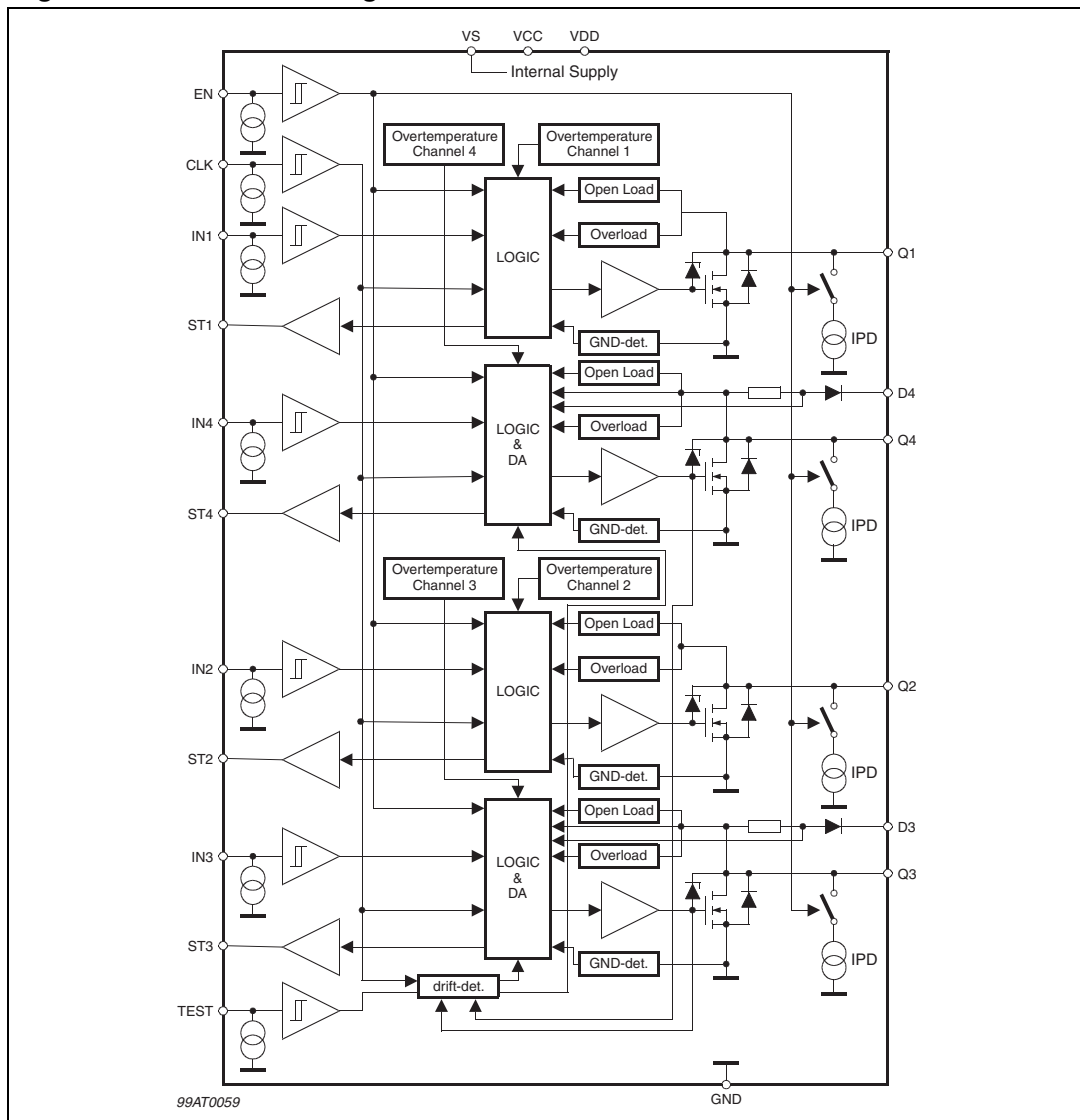 VS VCC VDD
Internal Supply
EN
Overtemperature
Channel 4
Overtemperature
Channel 1
CLK
Open Load
IN1
Overload
LOGIC
Q1
ST1
GND-det.
IPD
Open Load
D4
IN4
LOGIC
&
DA
Overload
Q4
ST4
GND-det.
IPD
Overtemperature
Channel 3
Overtemperature
Channel 2
Open Load
IN2
Overload
LOGIC
Q2
ST2
GND-det.
IPD
Open Load
D3
IN3
LOGIC
&
DA
Overload
Q3
ST3
GND-det.
IPD
drift-det.
TEST
GND
99AT0059